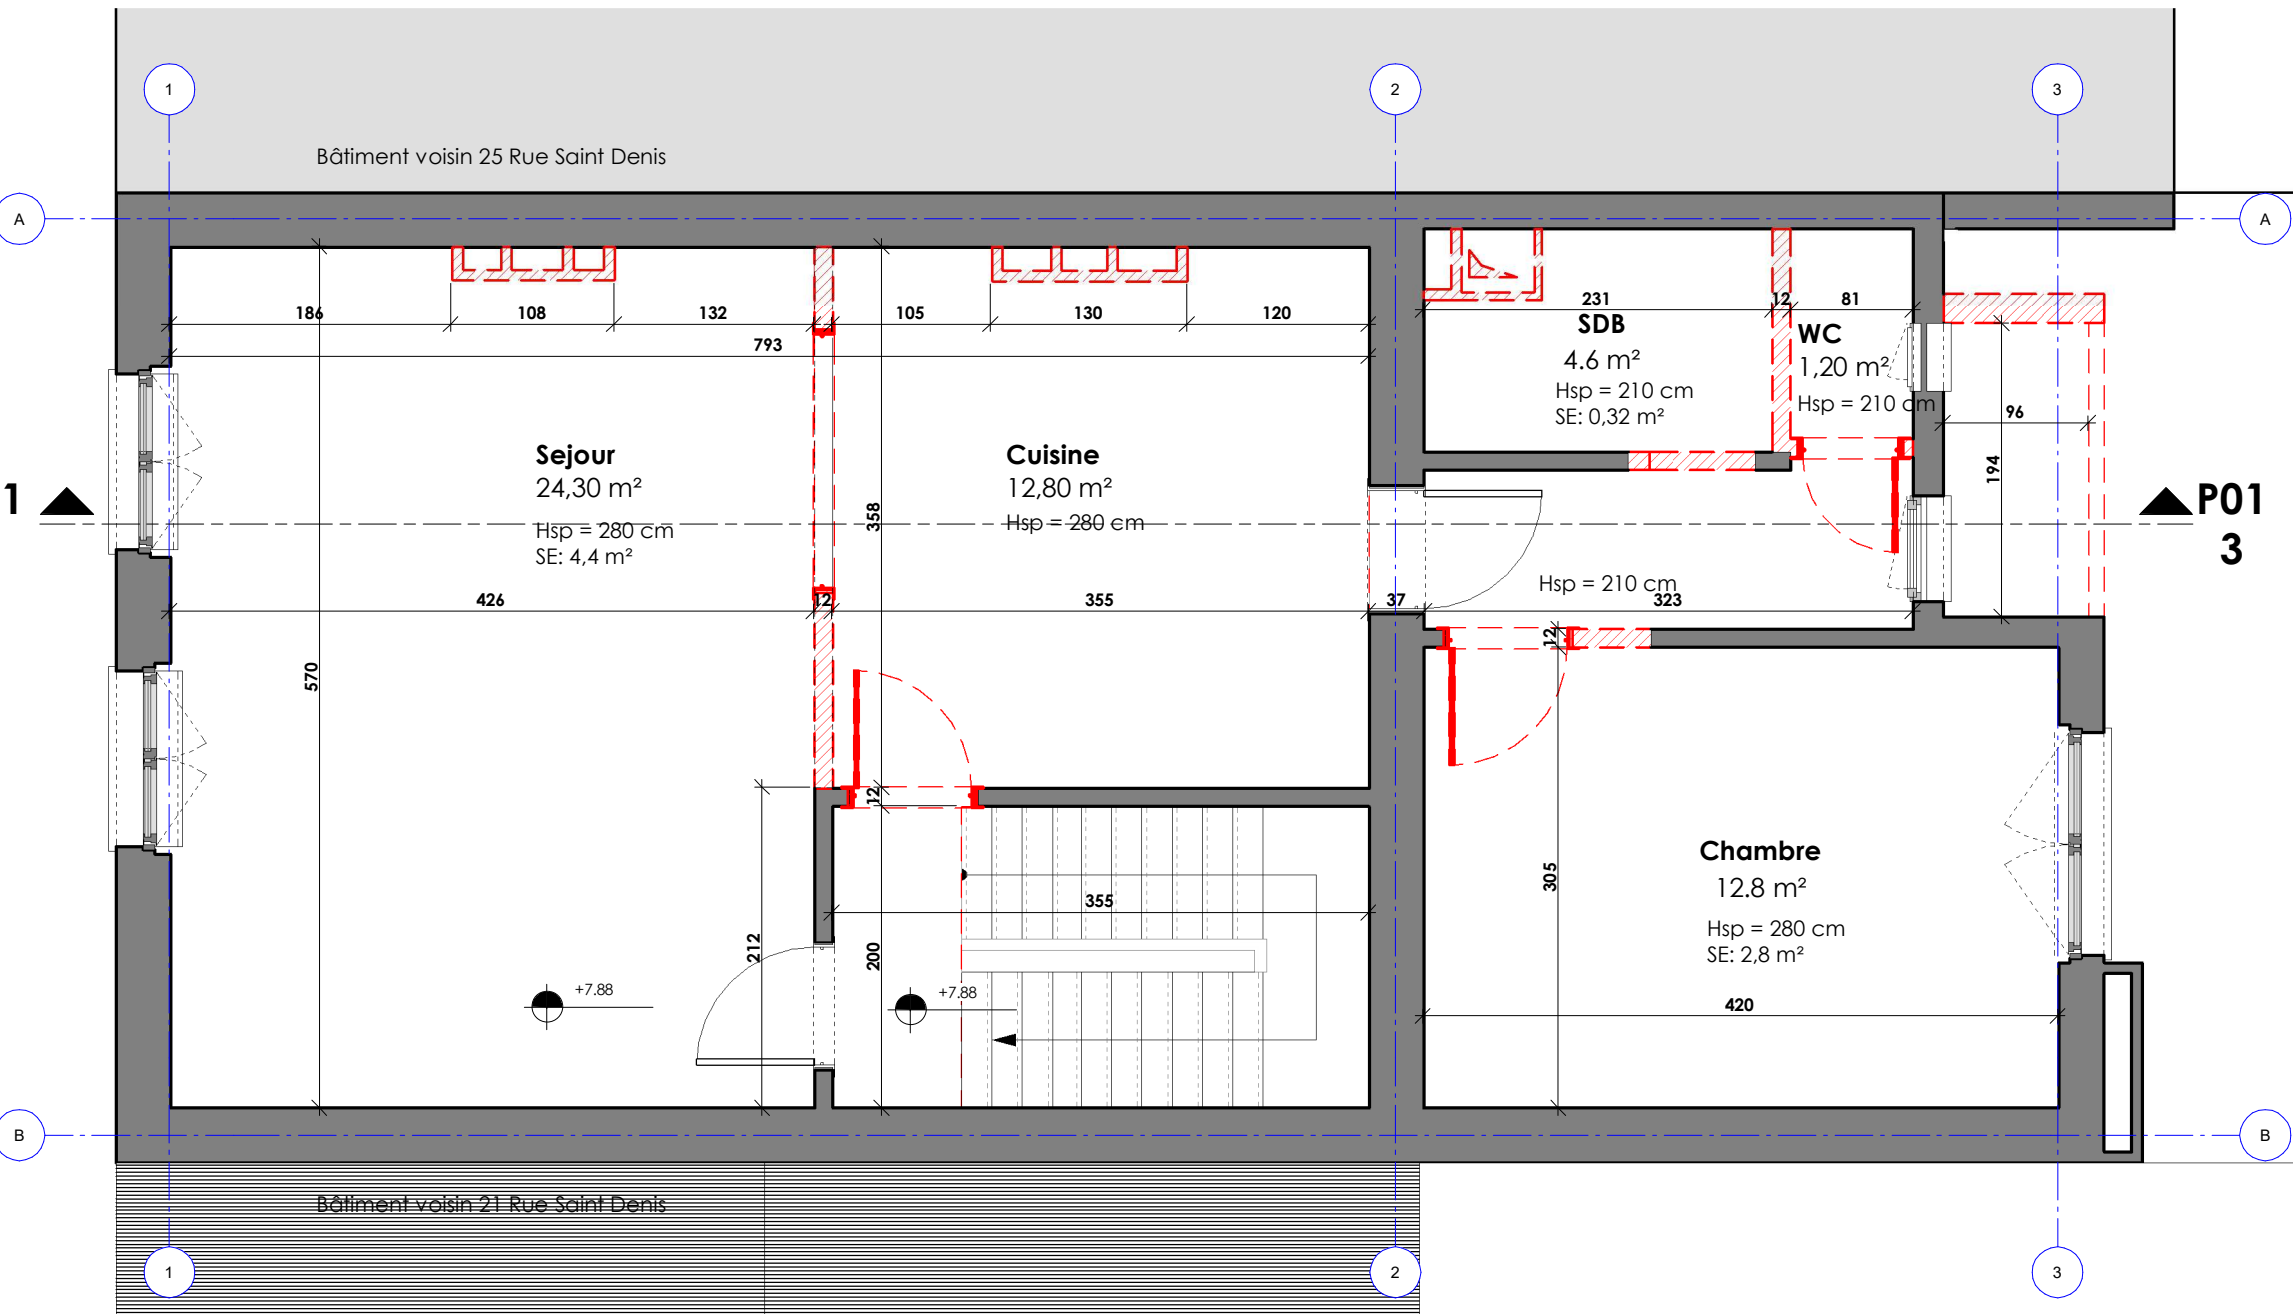 1
2
3
Bâtiment voisin 25 Rue Saint Denis
A
A
186
108
132
105
130
120
231
12
81
793
SDB
4.6 m²
Hsp = 210 cm
SE: 0,32 m²
WC
1,20 m²
Hsp = 210 cm
96
194
Sejour
24,30 m²
Hsp = 280 cm
SE: 4,4 m²
Cuisine
12,80 m²
Hsp = 280 cm
358
1
P01
3
Hsp = 210 cm
426
12
355
37
323
12
570
12
Chambre
12.8 m²
Hsp = 280 cm
SE: 2,8 m²
305
355
212
200
+7.88
+7.88
420
B
B
Bâtiment voisin 21 Rue Saint Denis
1
2
3